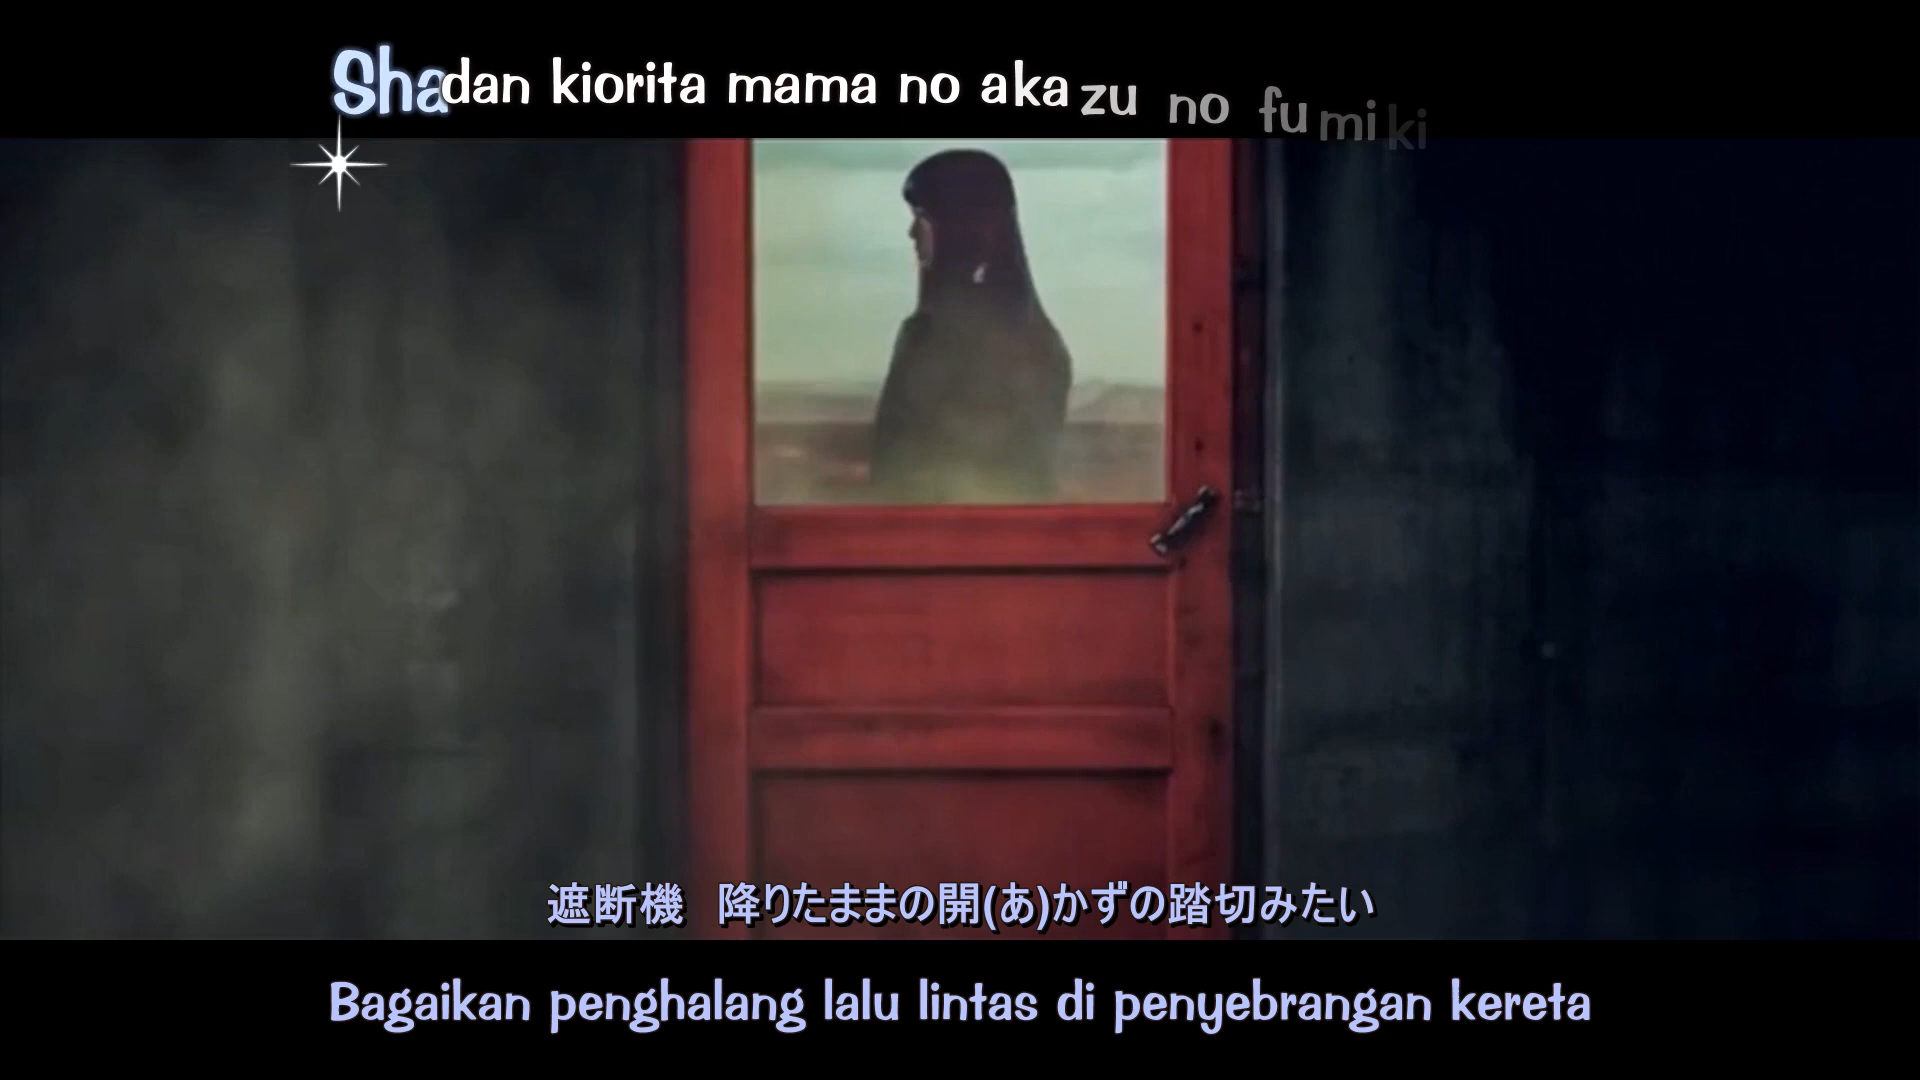 Shadan kiorita mama no akazu no fumiki
遮断機　降りたままの開(あ)かずの踏切みたい
Bagaikan penghalang lalu lintas di penyebrangan kereta